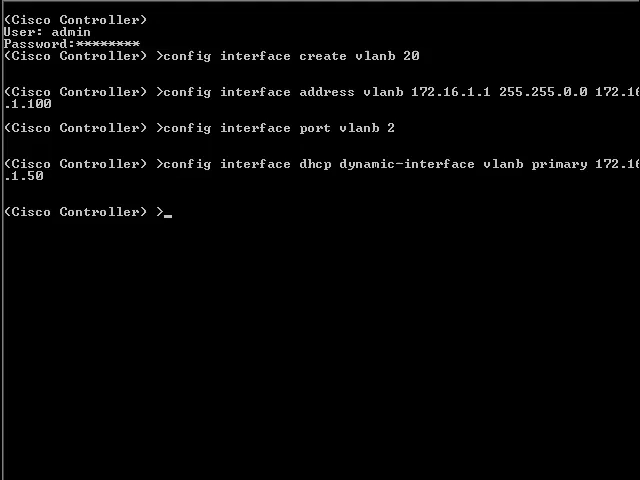 (Cisco Controller)
User: admin
Password:********
(Cisco Controller) >config interface create vlanb 20
(Cisco Controller) >config interface address vlanb 172.16.1.1 255.255.0.0 172.16
.1.100
(Cisco Controller) >config interface port vlanb 2
(Cisco Controller) >config interface dhcp dynamic-interface vlanb primary 172.16
.1.50
(Cisco Controller) >_